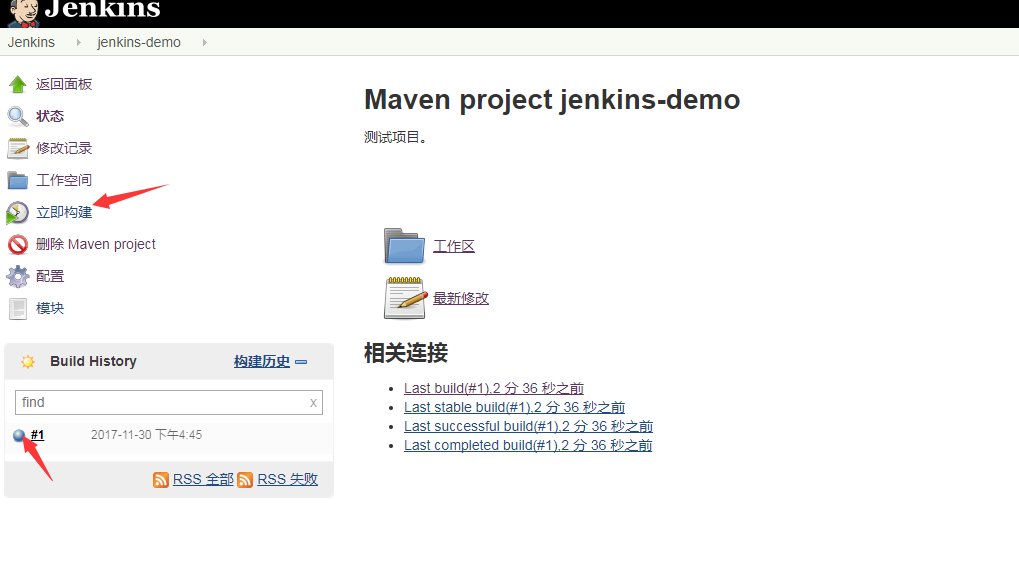 Jenkins
Jenkins jenkins-demo
返回面板
状态
修改记录
工作空间
立即构建
删除 Maven project
配置
模块
Build History 构建历史
find x
#1 2017-11-30 下午4:45
RSS 全部 RSS 失败
Maven project jenkins-demo
测试项目。
工作区
最新修改
相关连接
Last build(#1),2 分 36 秒之前
Last stable build(#1),2 分 36 秒之前
Last successful build(#1),2 分 36 秒之前
Last completed build(#1),2 分 36 秒之前